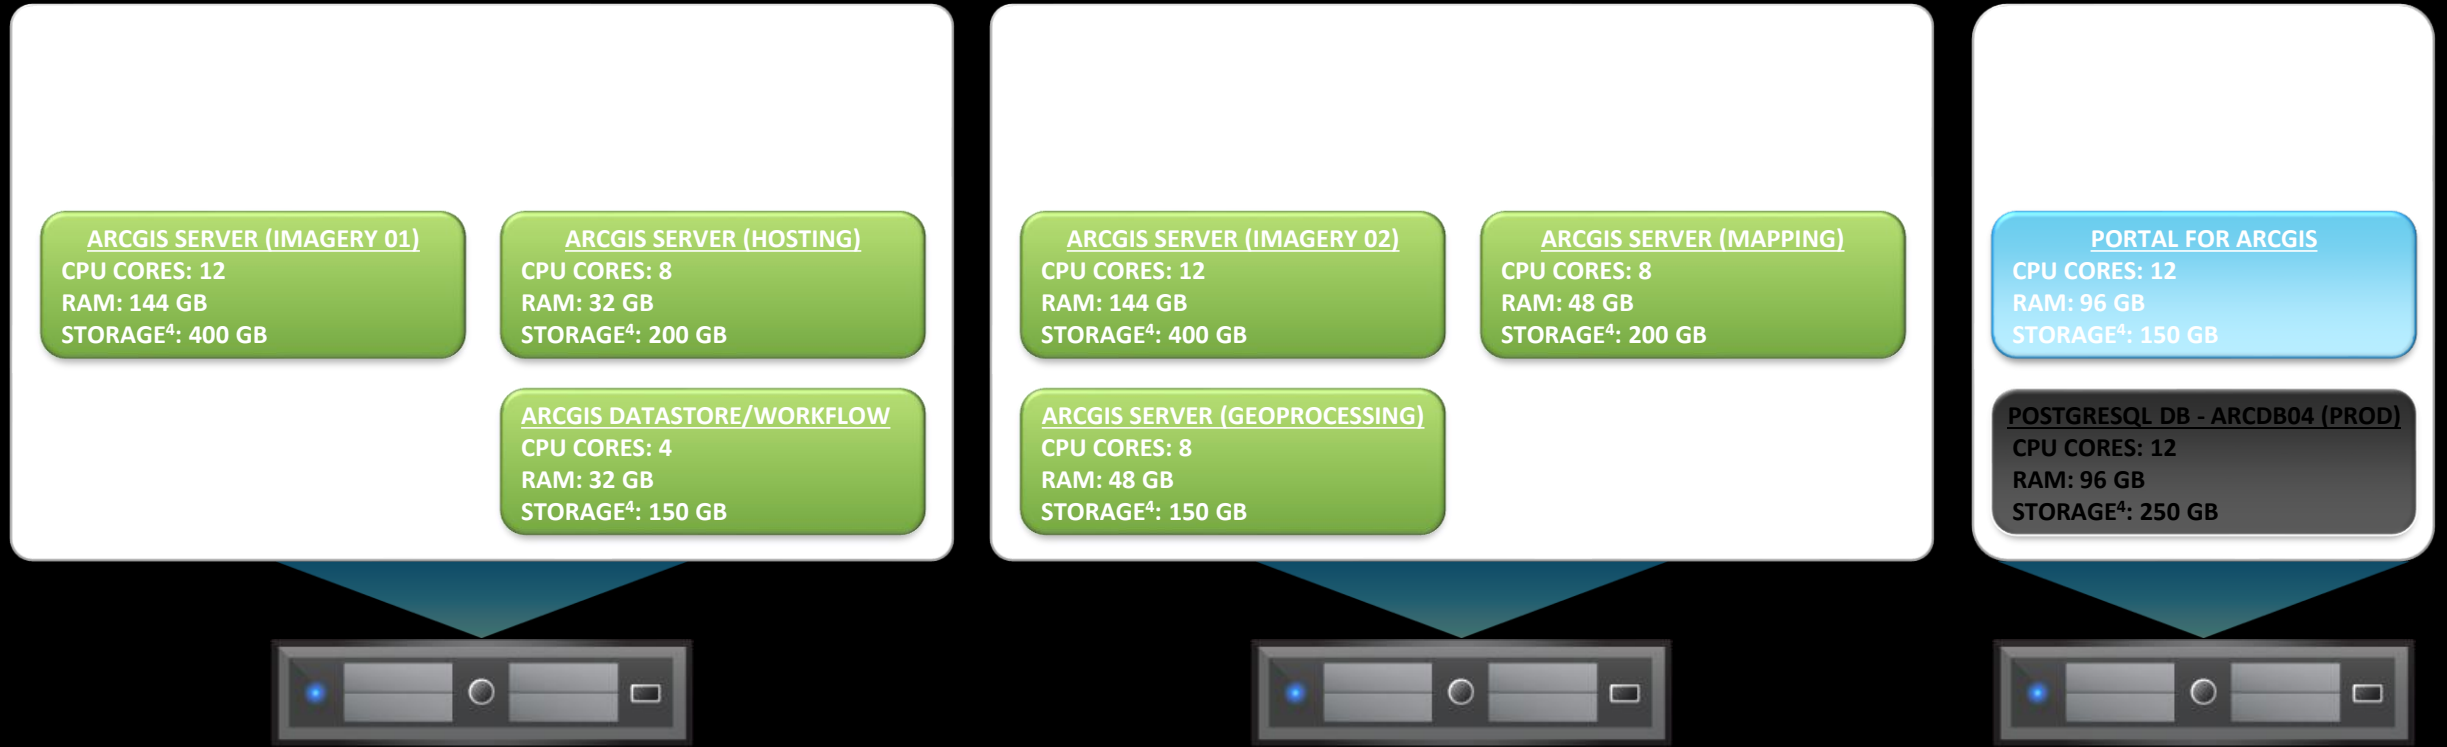 ARCGIS SERVER (IMAGERY 01)
CPU CORES: 12
RAM: 144 GB
STORAGE⁴: 400 GB
ARCGIS SERVER (HOSTING)
CPU CORES: 8
RAM: 32 GB
STORAGE⁴: 200 GB
ARCGIS DATASTORE/WORKFLOW
CPU CORES: 4
RAM: 32 GB
STORAGE⁴: 150 GB
ARCGIS SERVER (IMAGERY 02)
CPU CORES: 12
RAM: 144 GB
STORAGE⁴: 400 GB
ARCGIS SERVER (MAPPING)
CPU CORES: 8
RAM: 48 GB
STORAGE⁴: 200 GB
ARCGIS SERVER (GEOPROCESSING)
CPU CORES: 8
RAM: 48 GB
STORAGE⁴: 150 GB
PORTAL FOR ARCGIS
CPU CORES: 12
RAM: 96 GB
STORAGE⁴: 150 GB
POSTGRESQL DB - ARCDB04 (PROD)
CPU CORES: 12
RAM: 96 GB
STORAGE⁴: 250 GB